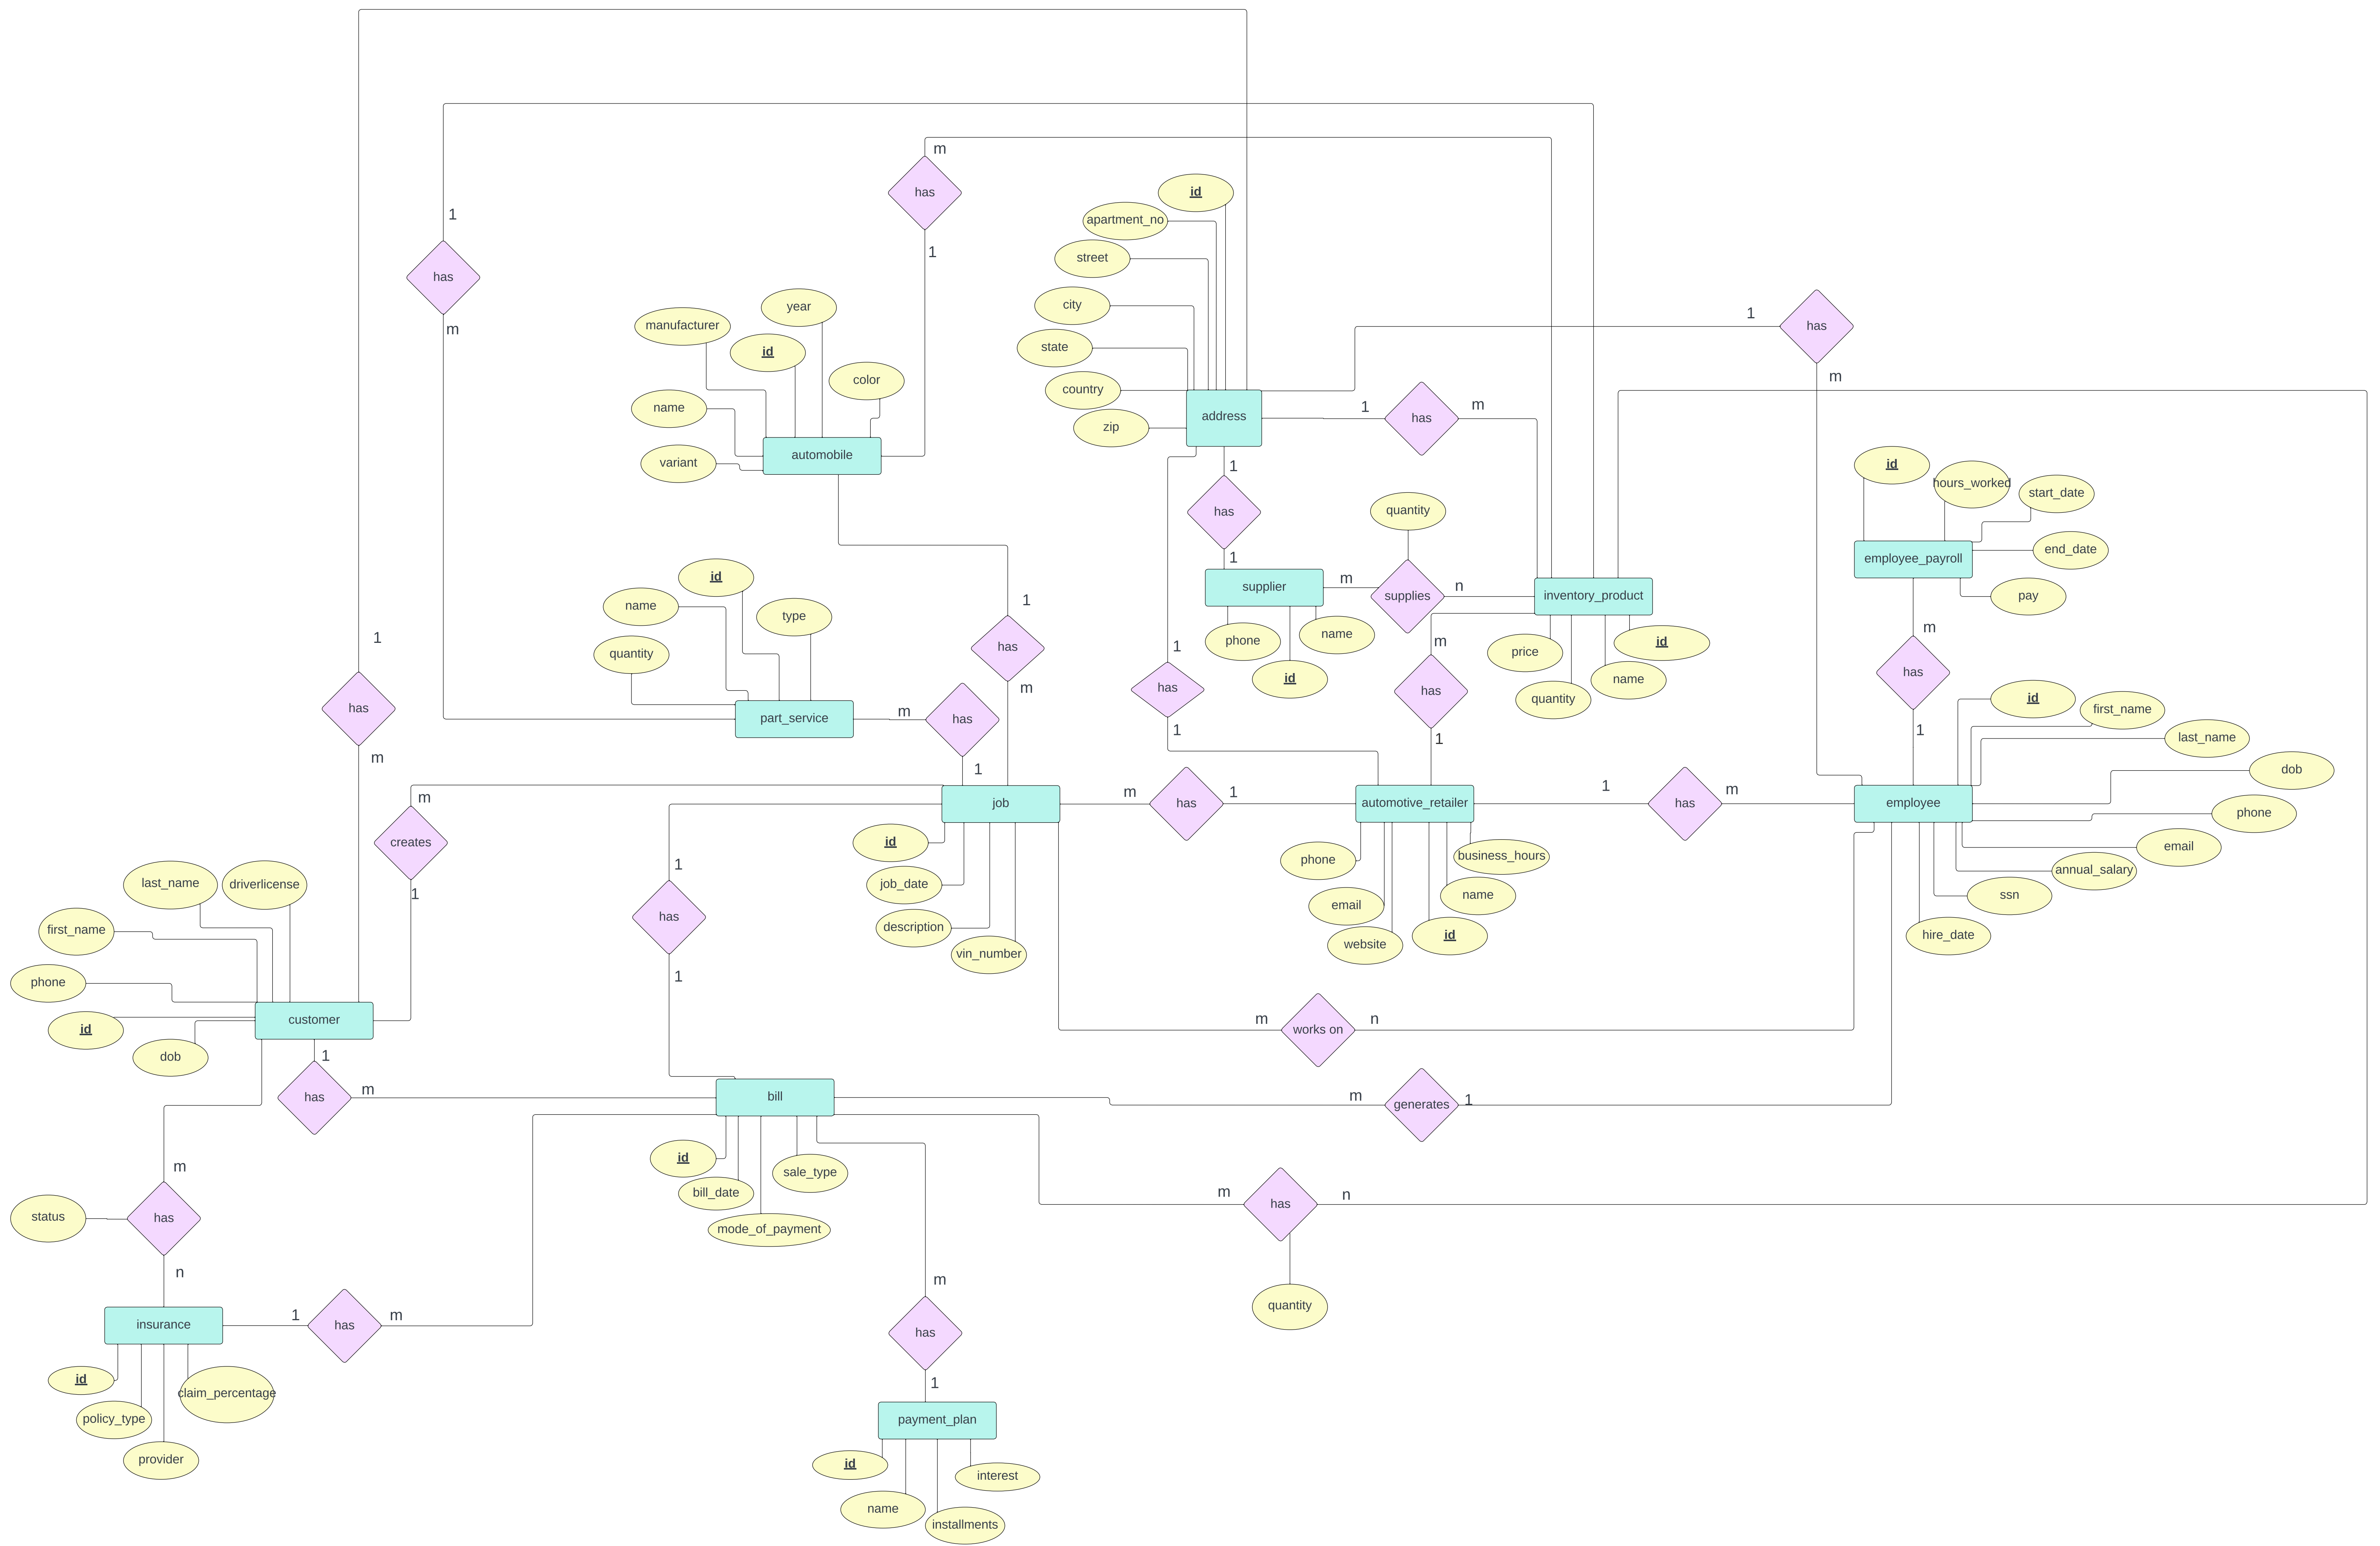 m
has
id
1
apartment_no
1
street
has
year
city
1
has
manufacturer
m
state
id
m
color
country
1
has
m
name
address
zip
automobile
variant
id
1
hours_worked
start_date
has
quantity
end_date
1
employee_payroll
id
m
supplier
supplies
n
inventory_product
pay
name
type
1
m
phone
name
m
1
quantity
has
1
price
id
has
m
has
has
name
id
id
quantity
first_name
1
has
part_service
m
has
1
1
1
last_name
m
1
dob
m
job
m
has
1
automotive_retailer
1
has
m
employee
phone
creates
id
phone
business_hours
email
1
1
annual_salary
last_name
driverlicense
job_date
name
ssn
has
email
first_name
description
id
hire_date
website
vin_number
phone
1
customer
m
works on
n
id
dob
1
has
m
bill
m
generates
1
id
sale_type
m
bill_date
m
has
n
status
has
mode_of_payment
n
m
quantity
insurance
1
has
m
has
id
claim_percentage
1
policy_type
payment_plan
provider
id
interest
name
installments